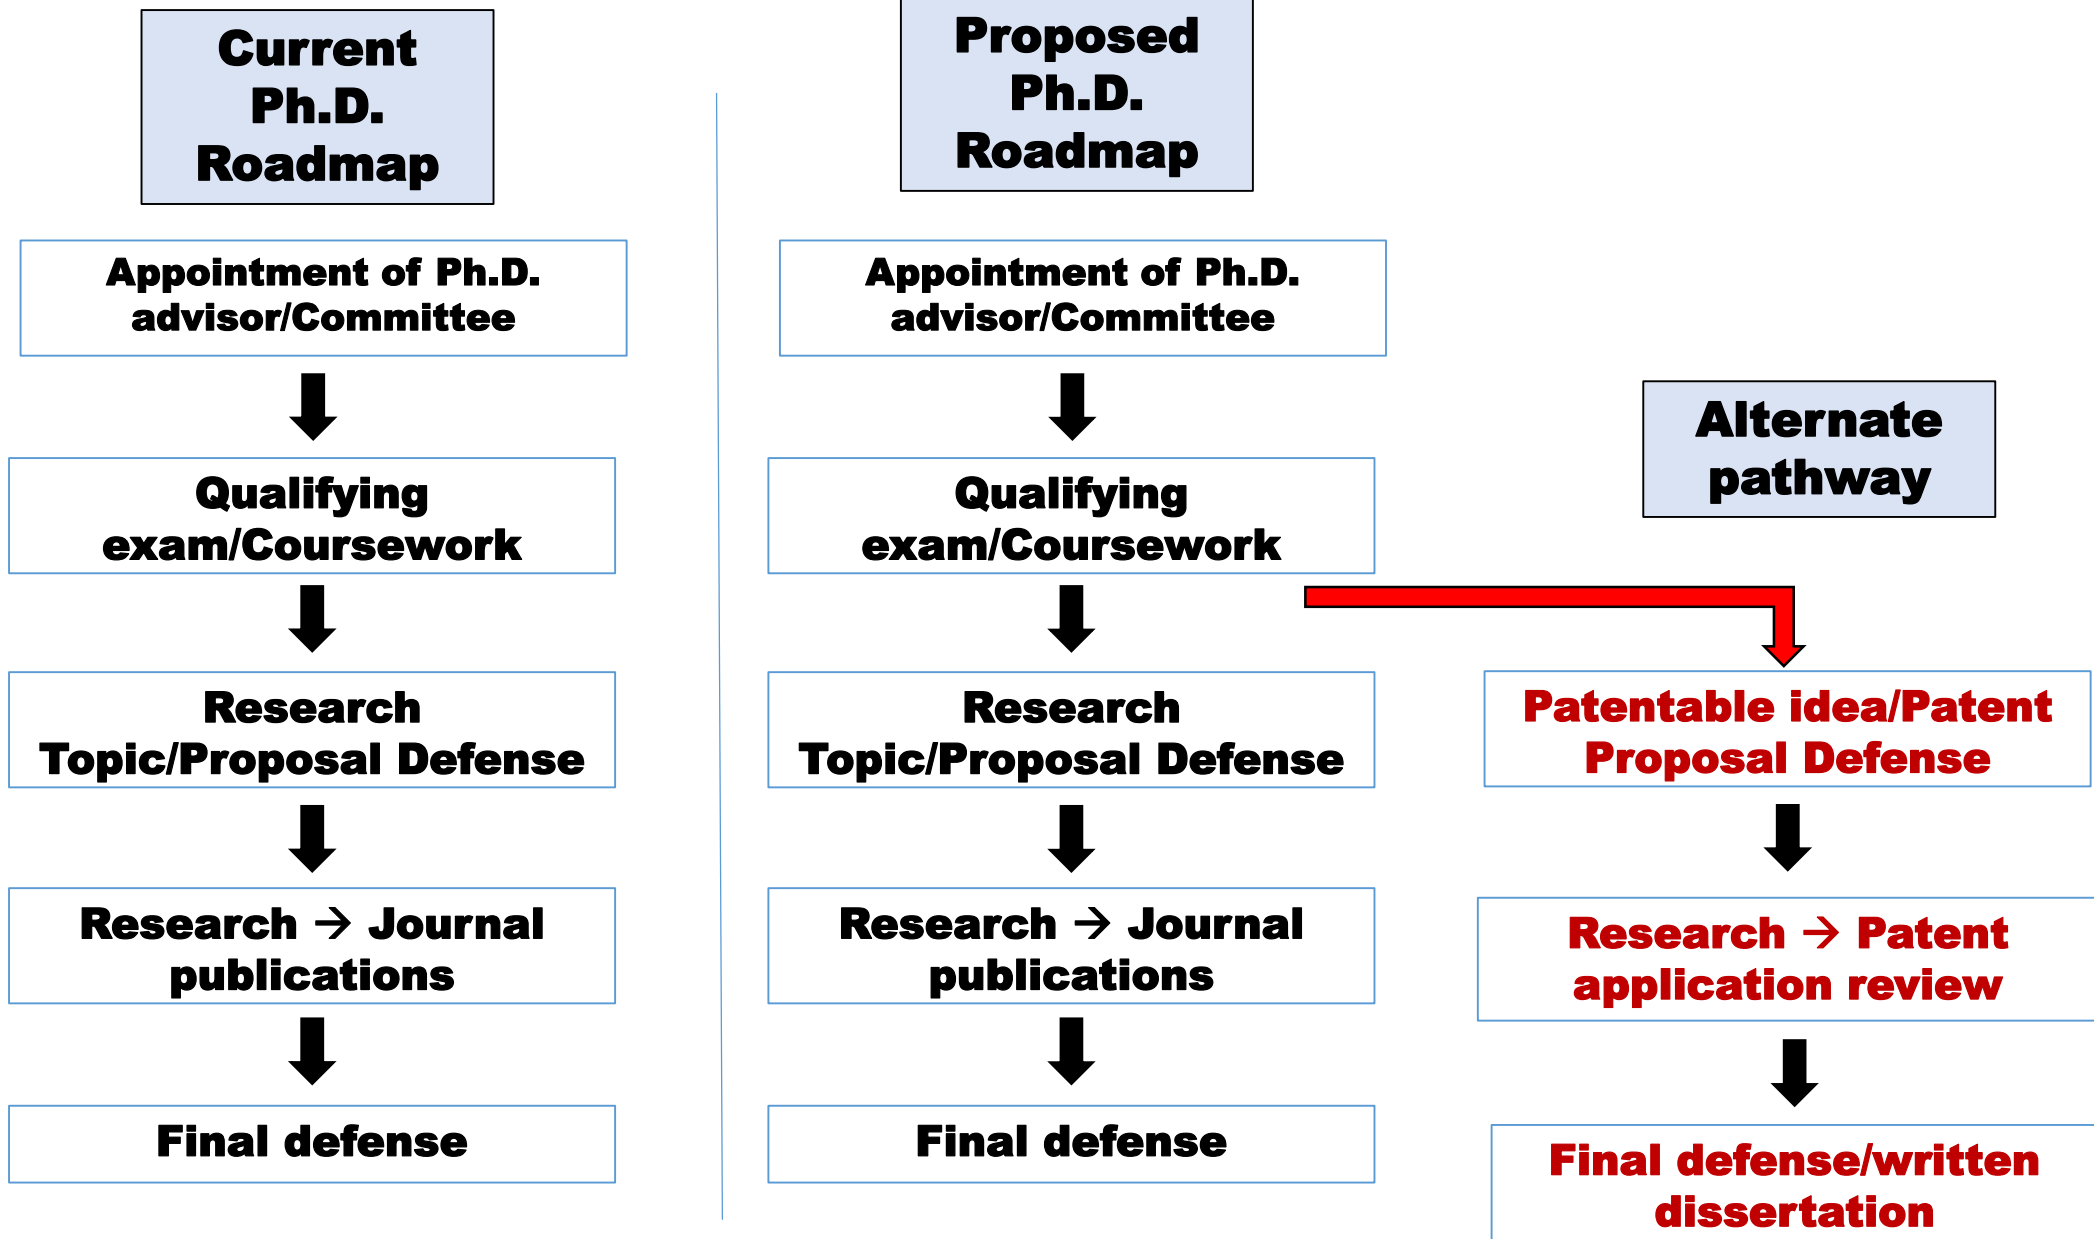 Current
Ph.D.
Roadmap
Appointment of Ph.D.
advisor/Committee
Qualifying
exam/Coursework
Research
Topic/Proposal Defense
Research → Journal
publications
Final defense
Proposed
Ph.D.
Roadmap
Appointment of Ph.D.
advisor/Committee
Qualifying
exam/Coursework
Research
Topic/Proposal Defense
Research → Journal
publications
Final defense
Alternate
pathway
Patentable idea/Patent
Proposal Defense
Research → Patent
application review
Final defense/written
dissertation